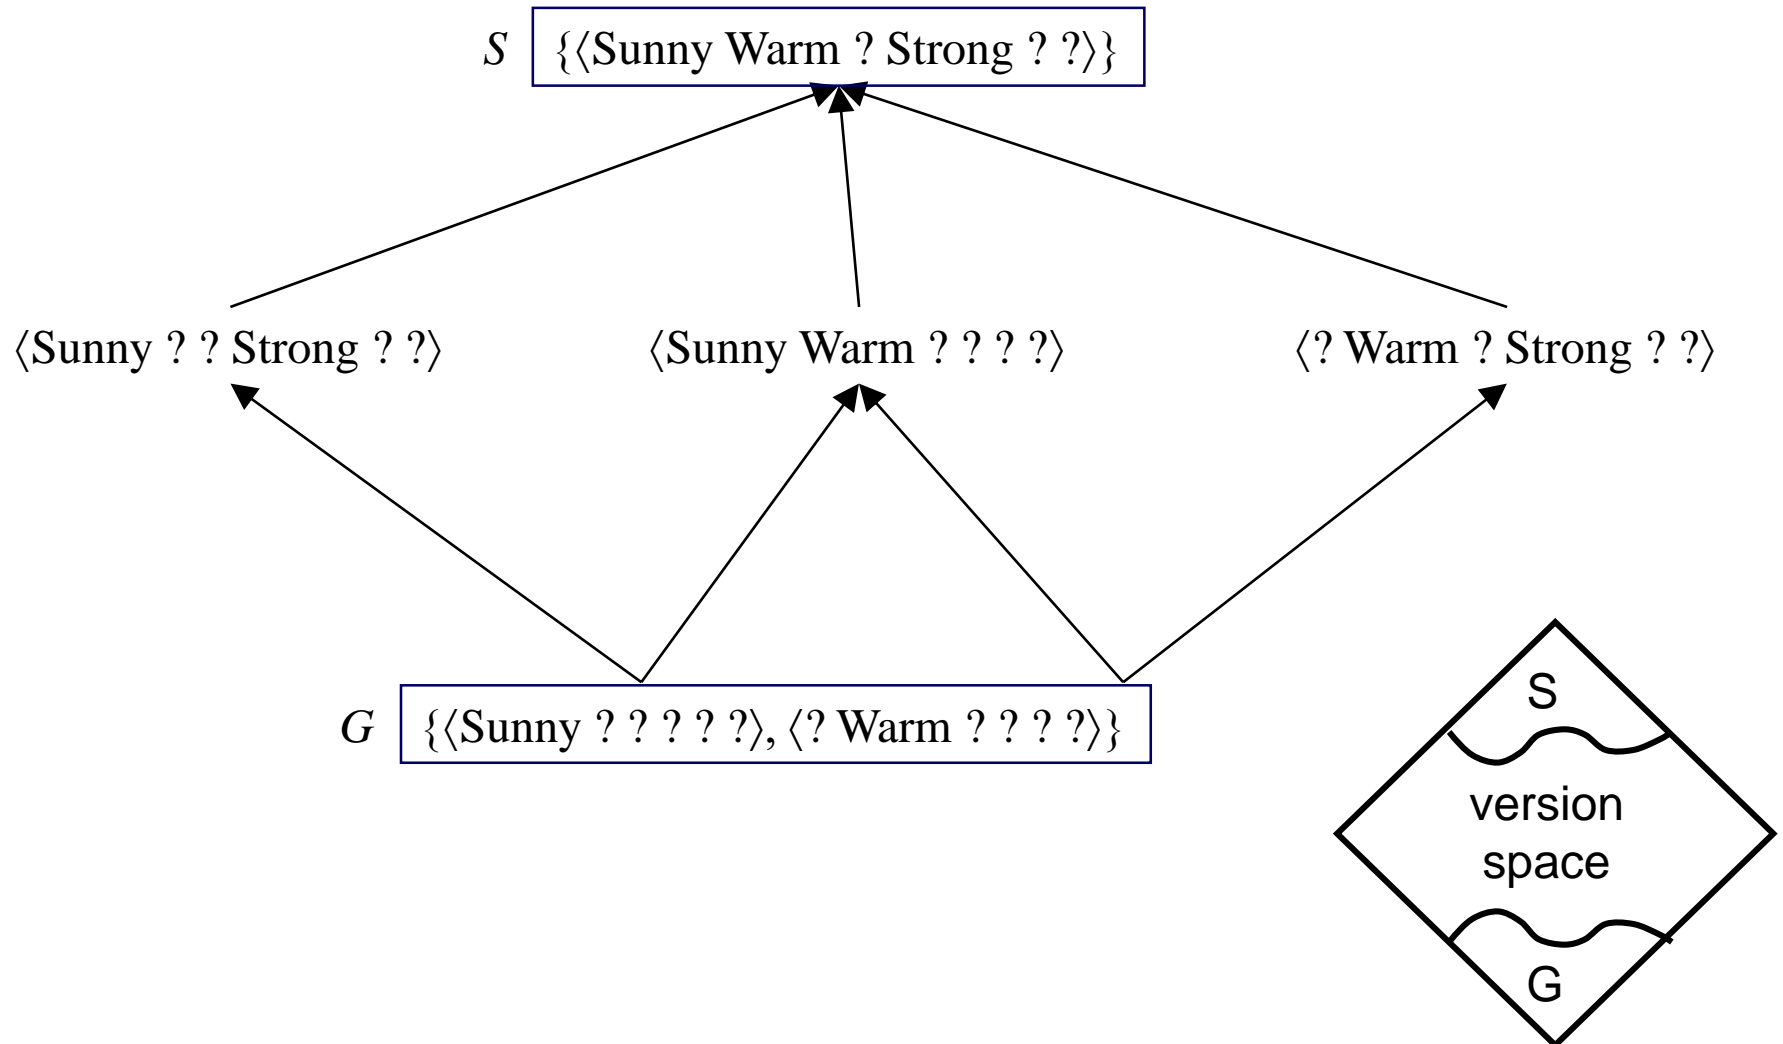 S {⟨Sunny Warm ? Strong ? ?⟩}
⟨Sunny ? ? Strong ? ?⟩ ⟨Sunny Warm ? ? ? ?⟩ ⟨? Warm ? Strong ? ?⟩
G {⟨Sunny ? ? ? ? ?⟩, ⟨? Warm ? ? ? ?⟩}
S
version
space
G